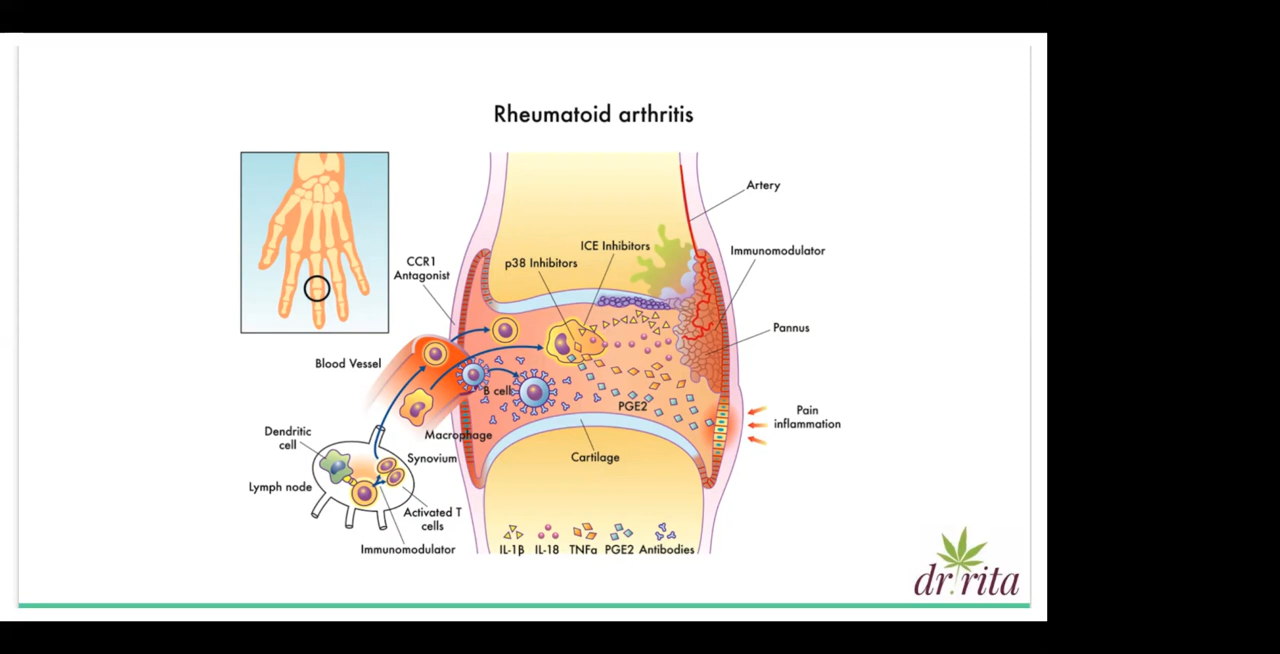 Rheumatoid arthritis
Artery
ICE Inhibitors
Immunomodulator
CCR1
Antagonist
p38 Inhibitors
Pannus
Blood Vessel
B cell
PGE2
Pain
inflammation
Dendritic
cell
Macrophage
Synovium
Cartilage
Lymph node
Activated T
cells
Immunomodulator
IL-1β IL-18 TNFα PGE2 Antibodies
dr.rita